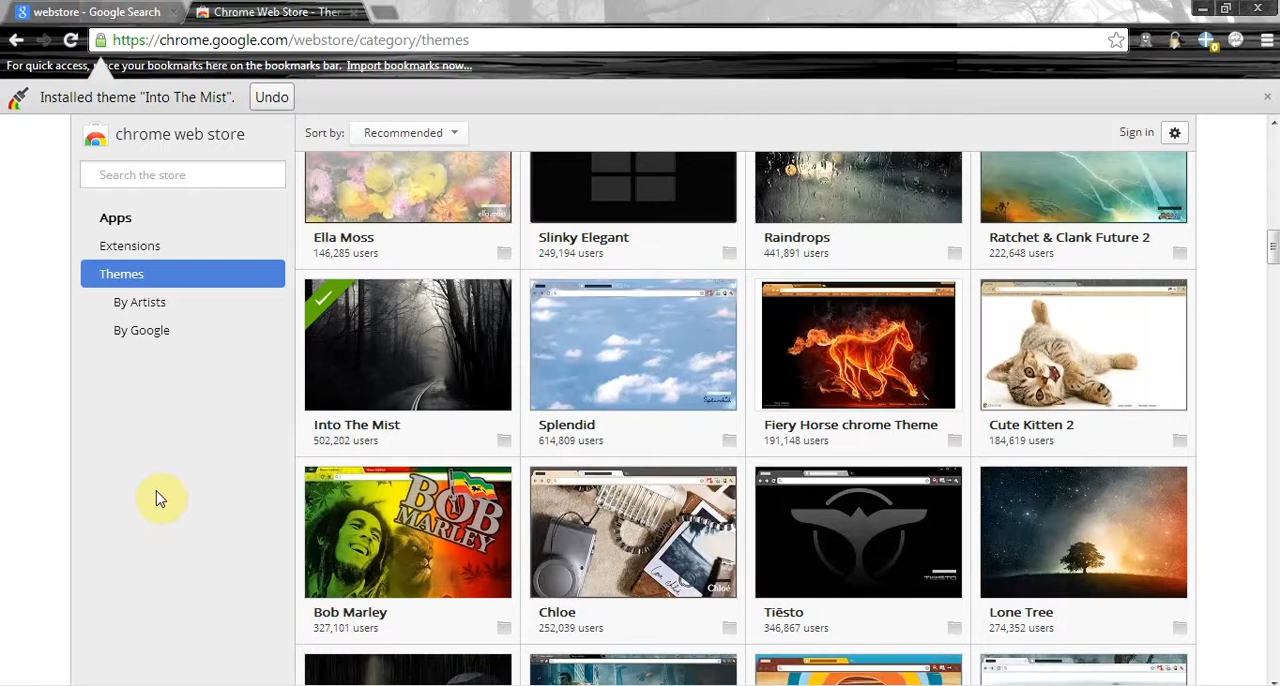 webstore - Google Search
Chrome Web Store - Ther
https://chrome.google.com/webstore/category/themes
0
For quick access, place your bookmarks here on the bookmarks bar. Import bookmarks now...
Installed theme "Into The Mist". Undo
chrome web store
Sort by: Recommended
Sign in
Search the store
Apps
Extensions
Themes
By Artists
By Google
Ella Moss
146,285 users
Slinky Elegant
249,194 users
Raindrops
441,891 users
Ratchet & Clank Future 2
222,648 users
Into The Mist
502,202 users
Splendid
Splendid
614,809 users
Fiery Horse chrome Theme
191,148 users
Cute Kitten 2
184,619 users
BOB
MARLEY
Bob Marley
327,101 users
Chloé
Chloe
252,039 users
TIËSTO
Tiësto
346,867 users
Lone Tree
274,352 users